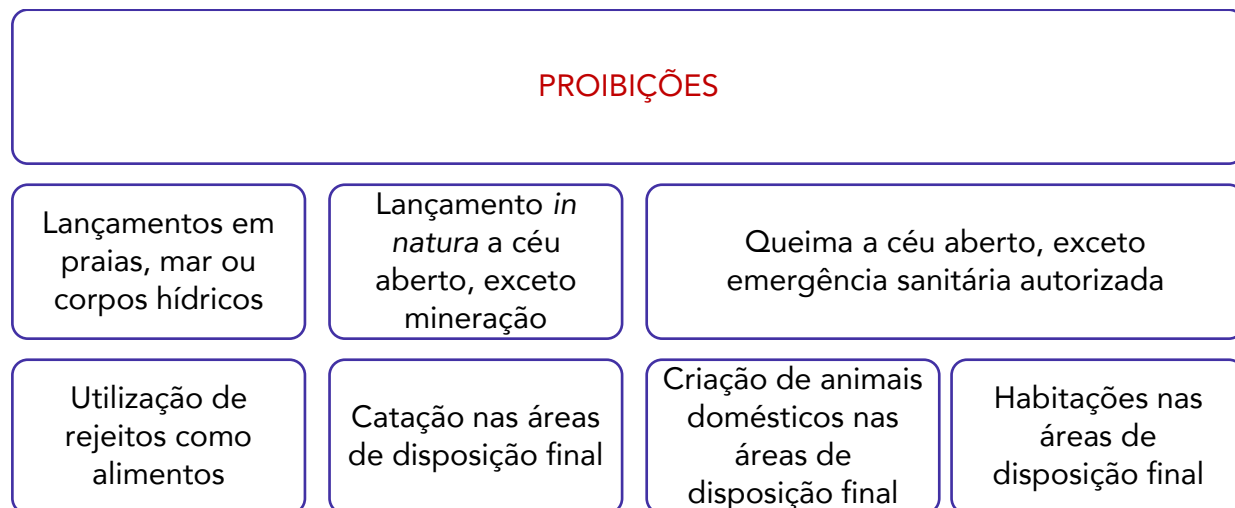 PROIBIÇÕES
Lançamentos em
praias, mar ou
corpos hídricos
Lançamento in
natura a céu
aberto, exceto
mineração
Queima a céu aberto, exceto
emergência sanitária autorizada
Utilização de
rejeitos como
alimentos
Catação nas áreas
de disposição final
Criação de animais
domésticos nas
áreas de
disposição final
Habitações nas
áreas de
disposição final